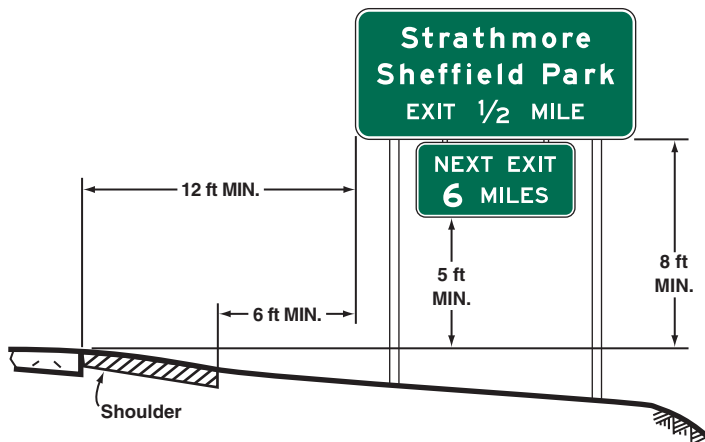 Strathmore
Sheffield Park
EXIT 1/2 MILE
NEXT EXIT
6 MILES
12 ft MIN.
6 ft MIN.
5 ft
MIN.
8 ft
MIN.
Shoulder